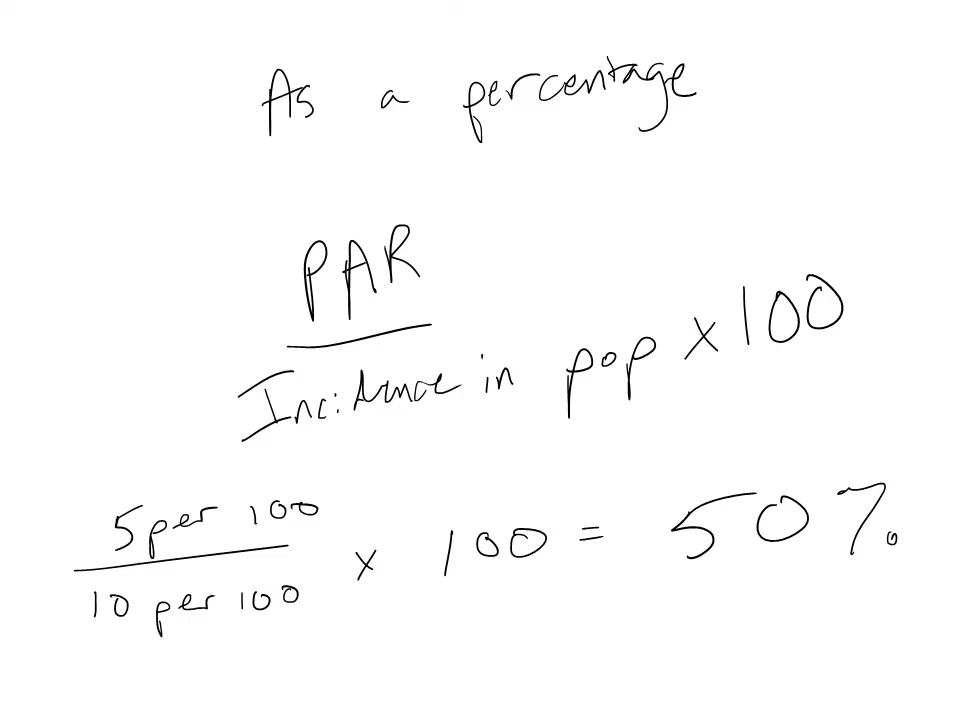 As a percentage
PAR
Incidence in pop x 100
5 per 100
10 per 100 x 100 = 50%